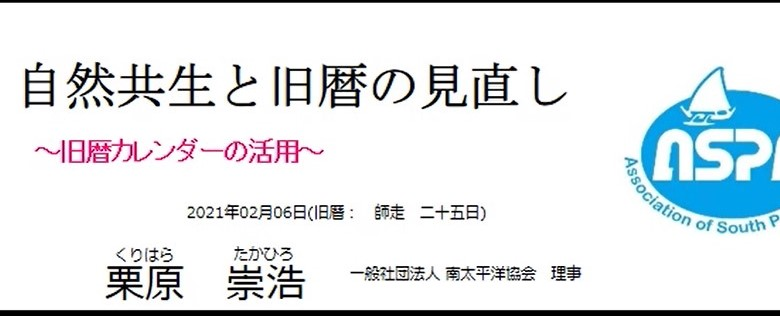 自然共生と旧暦の見直し
～旧暦カレンダーの活用～
2021年02月06日(旧暦： 師走 二十五日)
くりはら たかひろ
栗原 崇浩 一般社団法人 南太平洋協会 理事
ASP
Association of South P